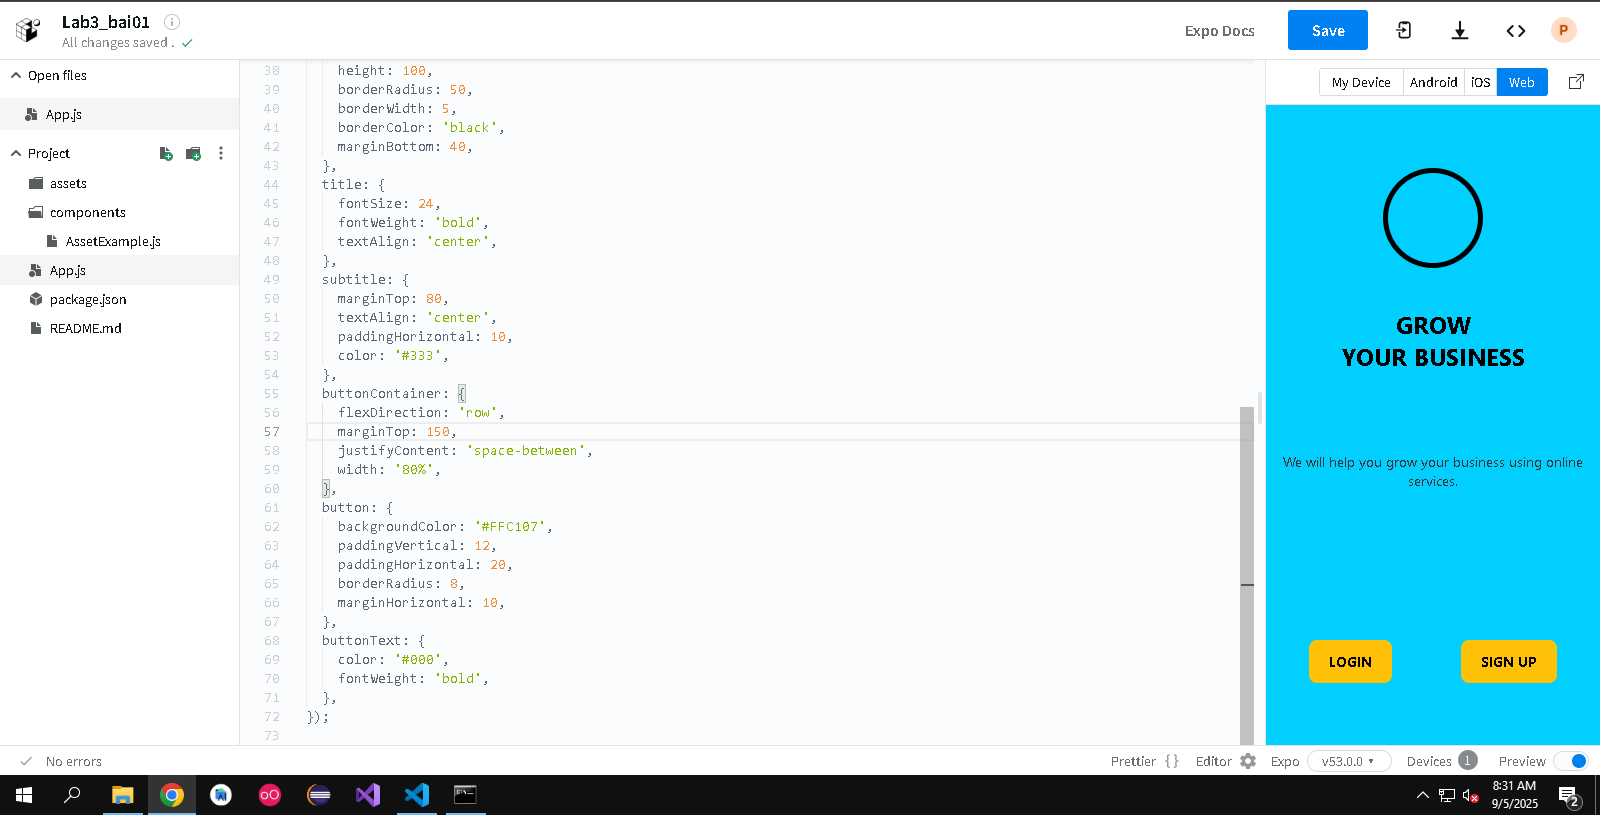 Lab3_bai01
All changes saved .
Expo Docs
Save
P
Open files
App.js
Project
assets
components
AssetExample.js
App.js
package.json
README.md
38 height: 100,
39 borderRadius: 50,
40 borderWidth: 5,
41 borderColor: 'black',
42 marginBottom: 40,
43 },
44 title: {
45 fontSize: 24,
46 fontWeight: 'bold',
47 textAlign: 'center',
48 },
49 subtitle: {
50 marginTop: 80,
51 textAlign: 'center',
52 paddingHorizontal: 10,
53 color: '#333',
54 },
55 buttonContainer: {
56 flexDirection: 'row',
57 marginTop: 150,
58 justifyContent: 'space-between',
59 width: '80%',
60 },
61 button: {
62 backgroundColor: '#FFC107',
63 paddingVertical: 12,
64 paddingHorizontal: 20,
65 borderRadius: 8,
66 marginHorizontal: 10,
67 },
68 buttonText: {
69 color: '#000',
70 fontWeight: 'bold',
71 },
72 });
73
My Device Android iOS Web
GROW
YOUR BUSINESS
We will help you grow your business using online
services.
LOGIN SIGN UP
No errors
Prettier { } Editor Expo v53.0.0 Devices 1 Preview
8:31 AM
9/5/2025
2